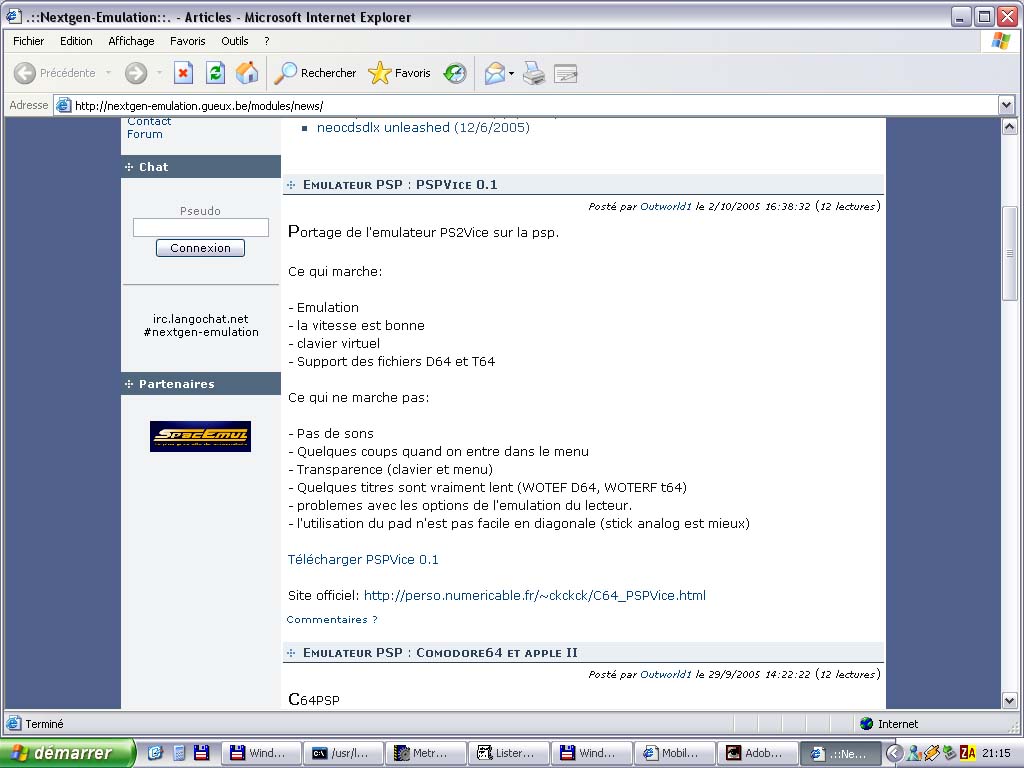 .::Nextgen-Emulation::. - Articles - Microsoft Internet Explorer
Fichier Edition Affichage Favoris Outils ?
Précédente Rechercher Favoris
Adresse http://nextgen-emulation.gueux.be/modules/news/
Contact
Forum
Chat
Pseudo
Connexion
irc.langochat.net
#nextgen-emulation
Partenaires
SpacEmul
neocdsdlx unleashed (12/6/2005)
Emulateur PSP : PSPVice 0.1
Posté par Outworld1 le 2/10/2005 16:38:32 (12 lectures)
Portage de l'emulateur PS2Vice sur la psp.
Ce qui marche:
- Emulation
- la vitesse est bonne
- clavier virtuel
- Support des fichiers D64 et T64
Ce qui ne marche pas:
- Pas de sons
- Quelques coups quand on entre dans le menu
- Transparence (clavier et menu)
- Quelques titres sont vraiment lent (WOTEF D64, WOTERF t64)
- problemes avec les options de l'emulation du lecteur.
- l'utilisation du pad n'est pas facile en diagonale (stick analog est mieux)
Télécharger PSPVice 0.1
Site officiel: http://perso.numericable.fr/~ckckck/C64_PSPVice.html
Commentaires ?
Emulateur PSP : Comodore64 et apple II
Posté par Outworld1 le 29/9/2005 14:22:22 (12 lectures)
C64PSP
Terminé Internet
démarrer Wind... /usr/l... Metr... Lister... Wind... Mobil... Adob... .::Ne... ZA 21:15